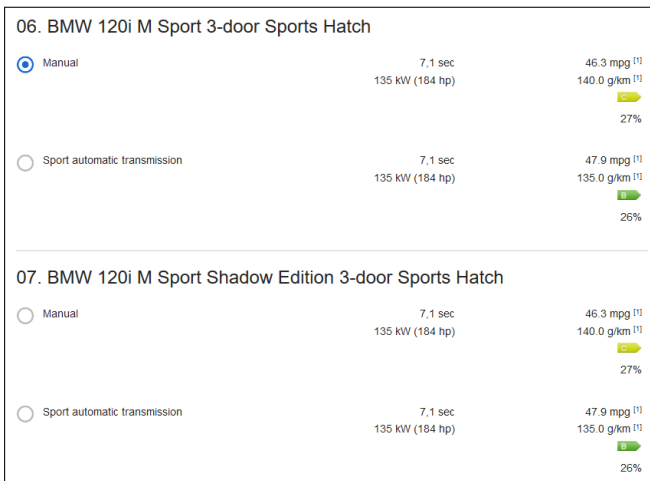 06. BMW 120i M Sport 3-door Sports Hatch
Manual 7,1 sec 46.3 mpg [1]
135 kW (184 hp) 140.0 g/km [1]
C
27%
Sport automatic transmission 7,1 sec 47.9 mpg [1]
135 kW (184 hp) 135.0 g/km [1]
B
26%
07. BMW 120i M Sport Shadow Edition 3-door Sports Hatch
Manual 7,1 sec 46.3 mpg [1]
135 kW (184 hp) 140.0 g/km [1]
C
27%
Sport automatic transmission 7,1 sec 47.9 mpg [1]
135 kW (184 hp) 135.0 g/km [1]
B
26%